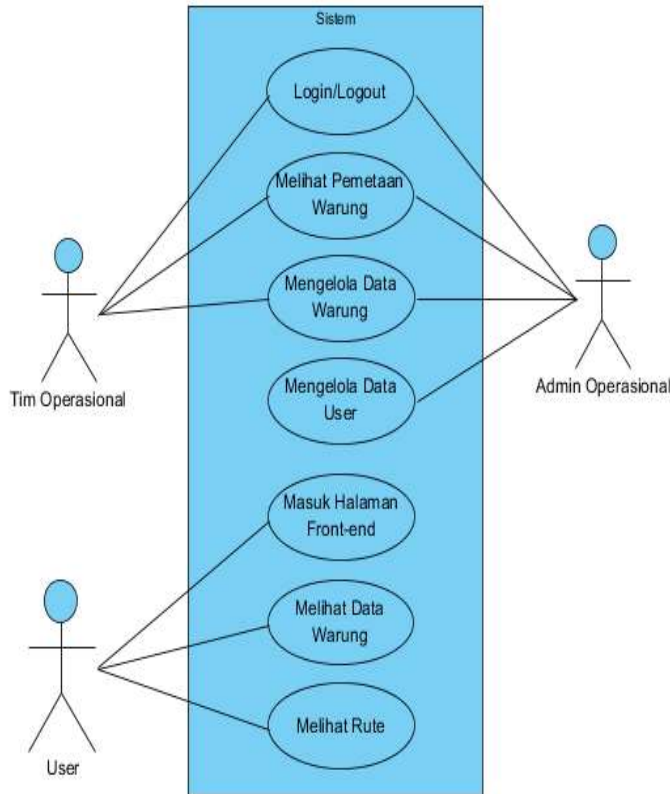 Sistem
Login/Logout
Melihat Pemetaan
Warung
Mengelola Data
Warung
Mengelola Data
User
Tim Operasional
Admin Operasional
Masuk Halaman
Front-end
Melihat Data
Warung
Melihat Rute
User